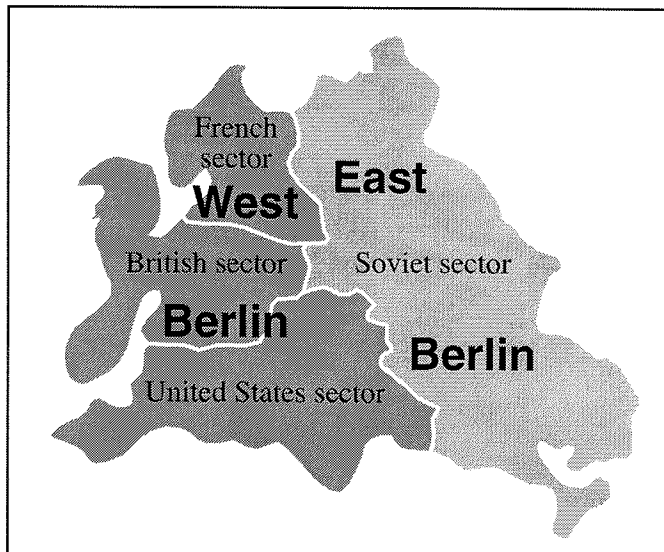 French
sector
West
East
British sector
Soviet sector
Berlin
Berlin
United States sector